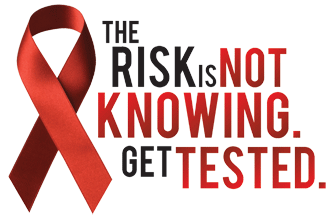 THE
RISK IS NOT
KNOWING.
GET TESTED.